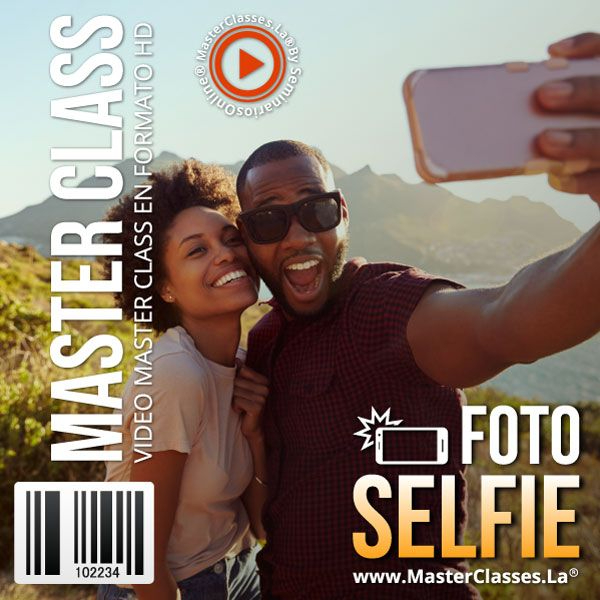 MASTER CLASS
VIDEO MASTER CLASS EN FORMATO HD
MasterClasses.La® By SeminariosOnline®
102234
FOTO
SELFIE
www.MasterClasses.La®